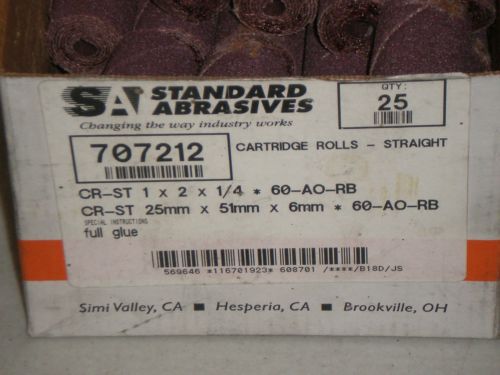 SA STANDARD
ABRASIVES
Changing the way industry works
QTY:
25
707212
CARTRIDGE ROLLS - STRAIGHT
CR-ST 1 x 2 x 1/4 * 60-AO-RB
CR-ST 25mm x 51mm x 6mm * 60-AO-RB
SPECIAL INSTRUCTIONS
full glue
569646 *116701923* 608701 /****/B18D/JS
Simi Valley, CA ■ Hesperia, CA ■ Brookville, OH